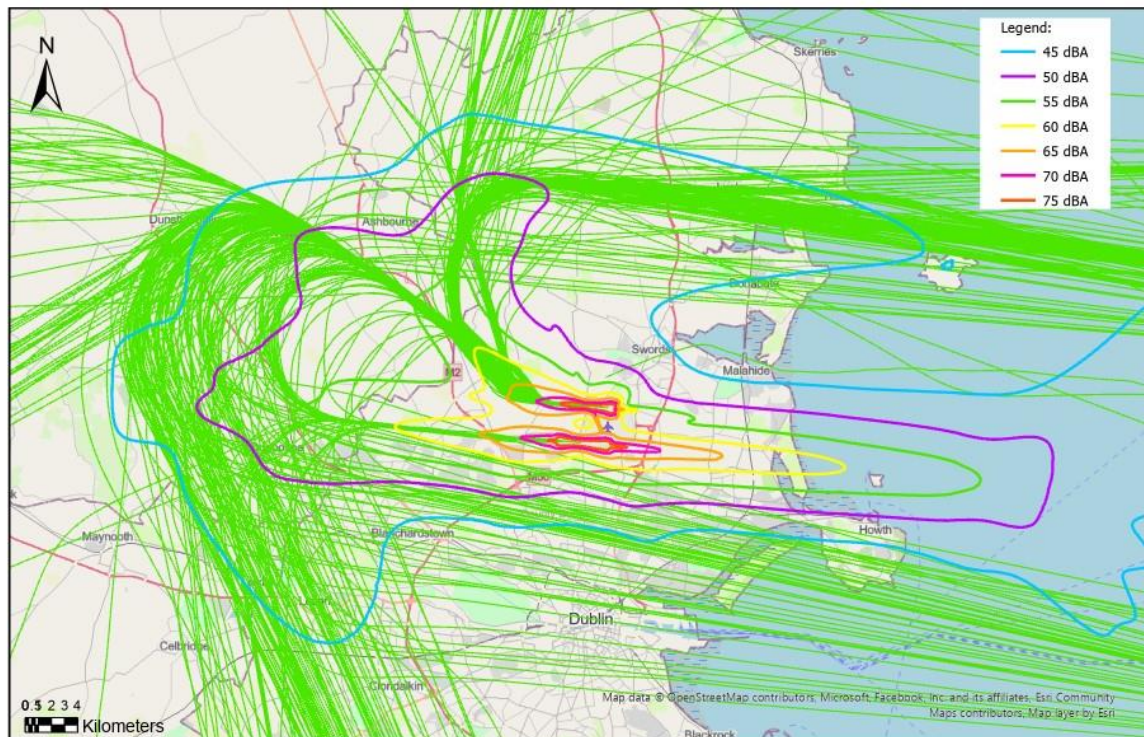 N
Legend:
45 dBA
50 dBA
55 dBA
60 dBA
65 dBA
70 dBA
75 dBA
Skerries
Ashbourne
Donabate
Swords
Malahide
M2
Howth
Maynooth
Blanchardstown
Dublin
Celbridge
Clondalkin
Blackrock
0.5 1 2 3 4
Kilometers
Map data © OpenStreetMap contributors, Microsoft, Facebook, Inc. and its affiliates, Esri Community
Maps contributors, Map layer by Esri